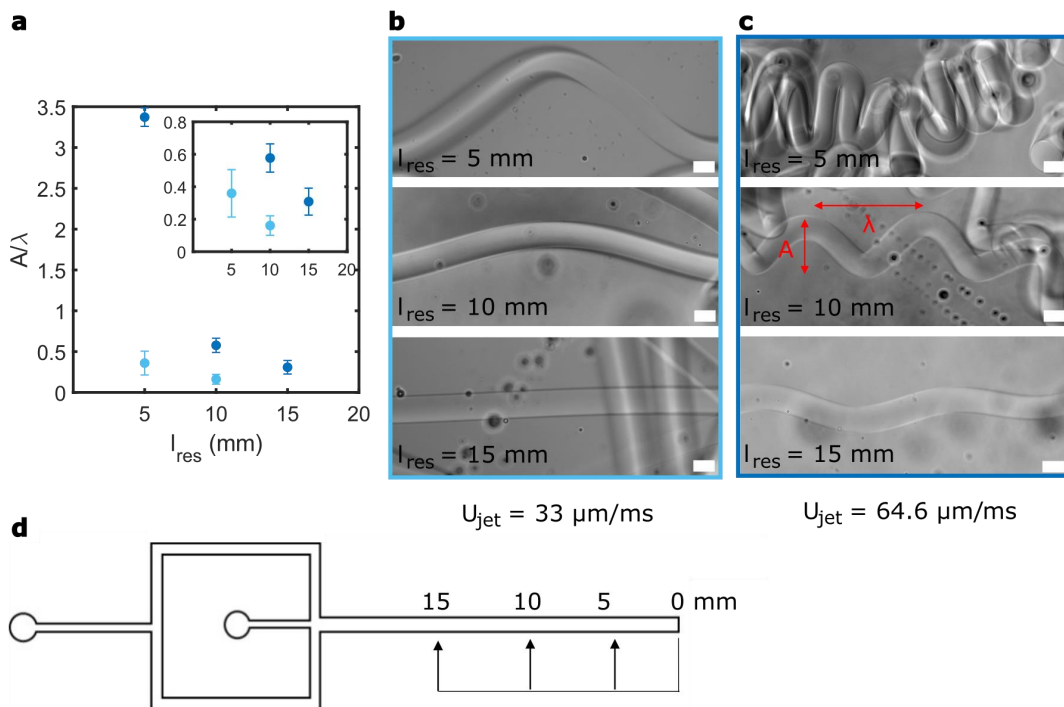 a
3.5
3
2.5
2
1.5
1
0.5
0
A/λ
5
10
15
20
l_res (mm)
0.8
0.6
0.4
0.2
0
5
10
15
20
b
l_res = 5 mm
l_res = 10 mm
l_res = 15 mm
U_jet = 33 µm/ms
c
l_res = 5 mm
A
λ
l_res = 10 mm
l_res = 15 mm
U_jet = 64.6 µm/ms
d
15 10 5 0 mm